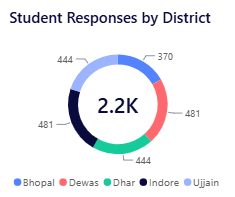 Student Responses by District
444
370
2.2K
481
481
444
Bhopal Dewas Dhar Indore Ujjain